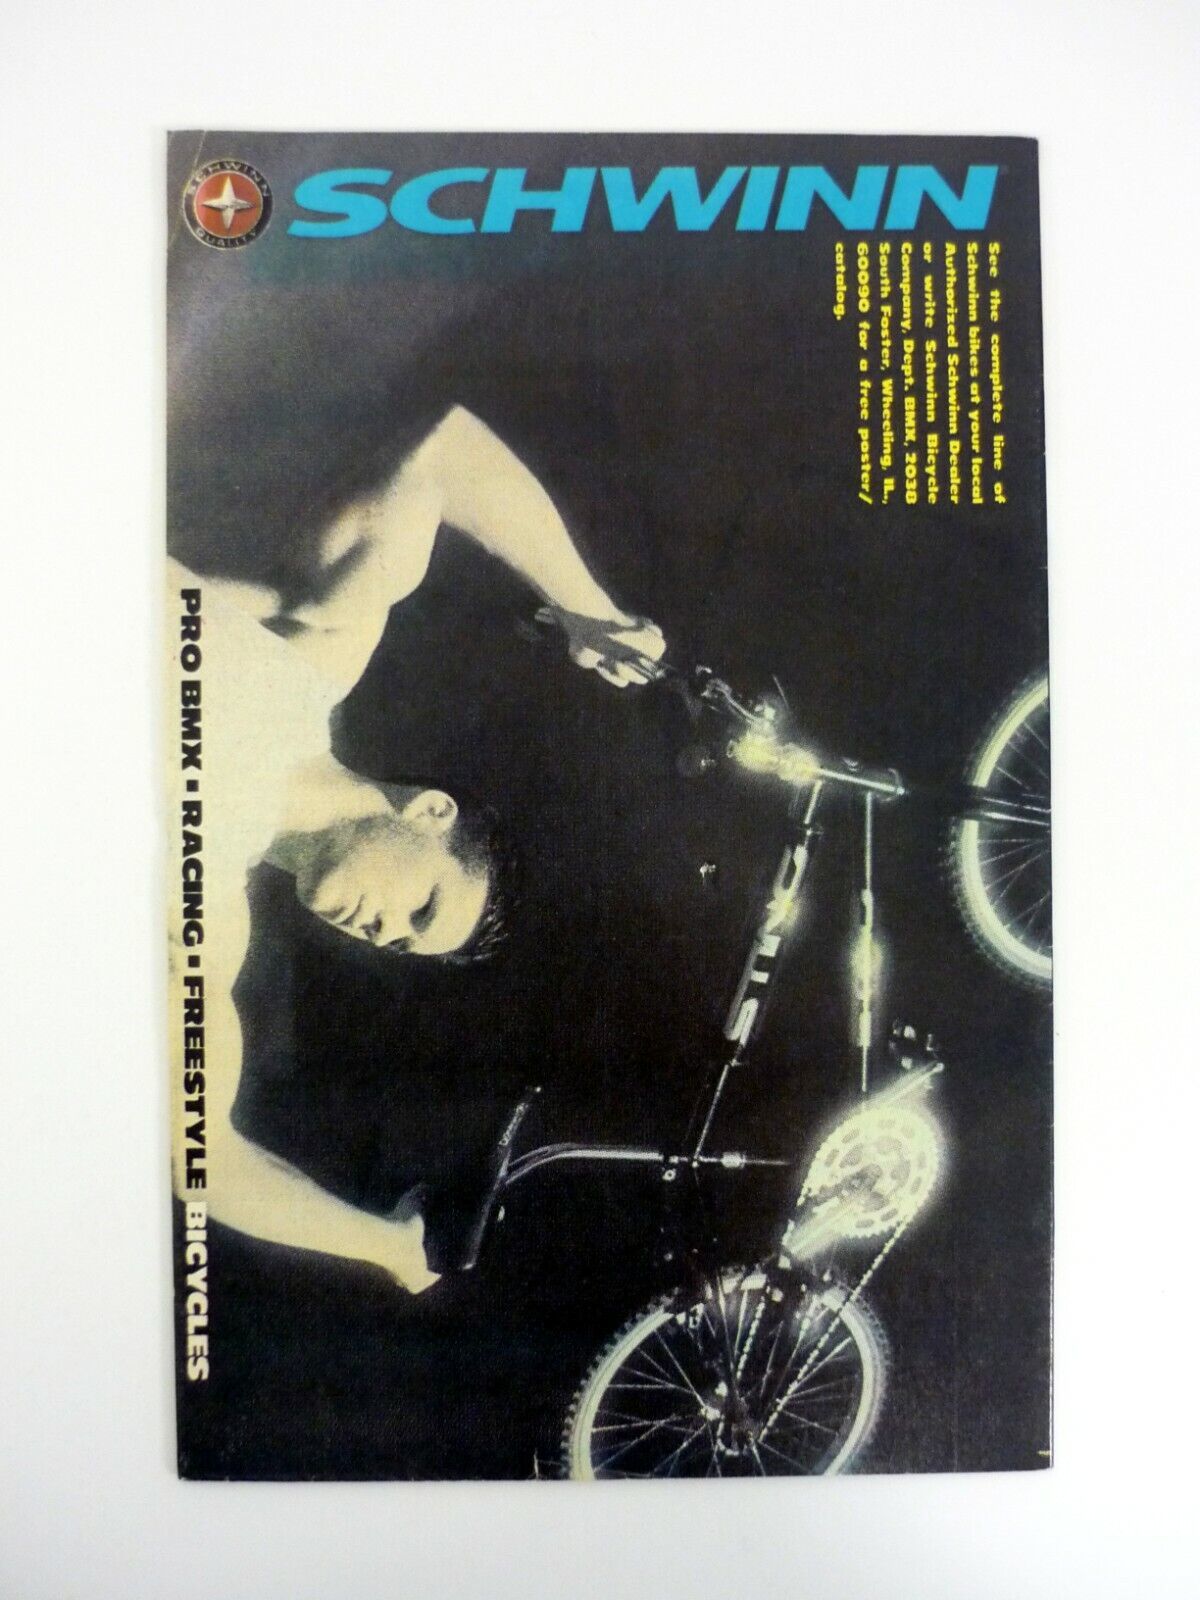 SCHWINN
QUALITY
SCHWINN
See the complete line of
Schwinn bikes at your local
Authorized Schwinn Dealer
or write Schwinn Bicycle
Company, Dept. BMX, 2038
South Foster, Wheeling, IL,
60090 for a free poster/
catalog.
STING
PRO BMX ▪ RACING ▪ FREESTYLE BICYCLES